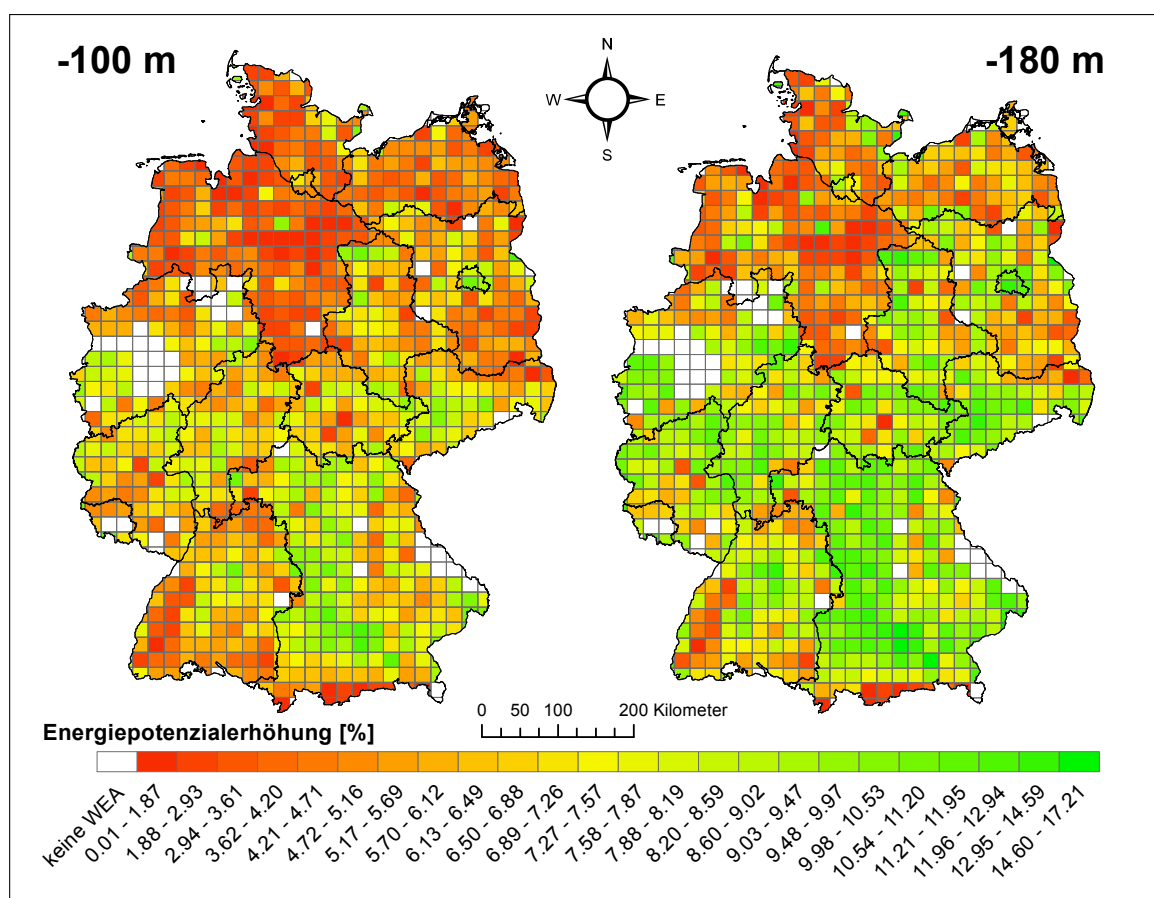 -100 m
-180 m
N
W
E
S
0 50 100 200 Kilometer
Energiepotenzialerhöhung [%]
keine WEA
0.01 - 1.87
1.88 - 2.93
2.94 - 3.61
3.62 - 4.20
4.21 - 4.71
4.72 - 5.16
5.17 - 5.69
5.70 - 6.12
6.13 - 6.49
6.50 - 6.88
6.89 - 7.26
7.27 - 7.57
7.58 - 7.87
7.88 - 8.19
8.20 - 8.59
8.60 - 9.02
9.03 - 9.47
9.48 - 9.97
9.98 - 10.53
10.54 - 11.20
11.21 - 11.95
11.96 - 12.94
12.95 - 14.59
14.60 - 17.21